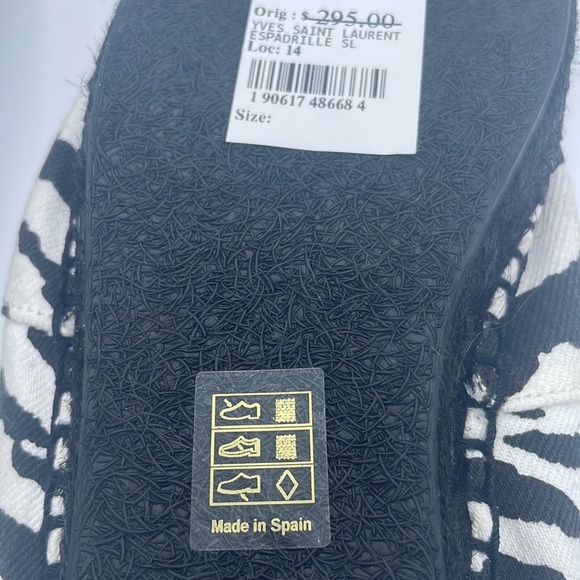 Orig : $ 295.00
YVES SAINT LAURENT
ESPADRILLE SL
Loc: 14
1 90617 48668 4
Size:
Made in Spain